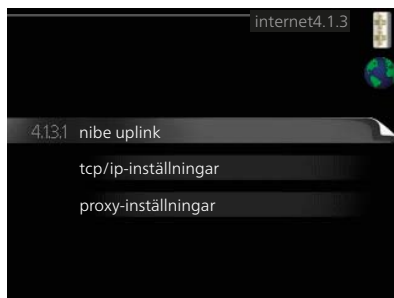 internet4.1.3
4.1.3.1 nibe uplink
tcp/ip-inställningar
proxy-inställningar